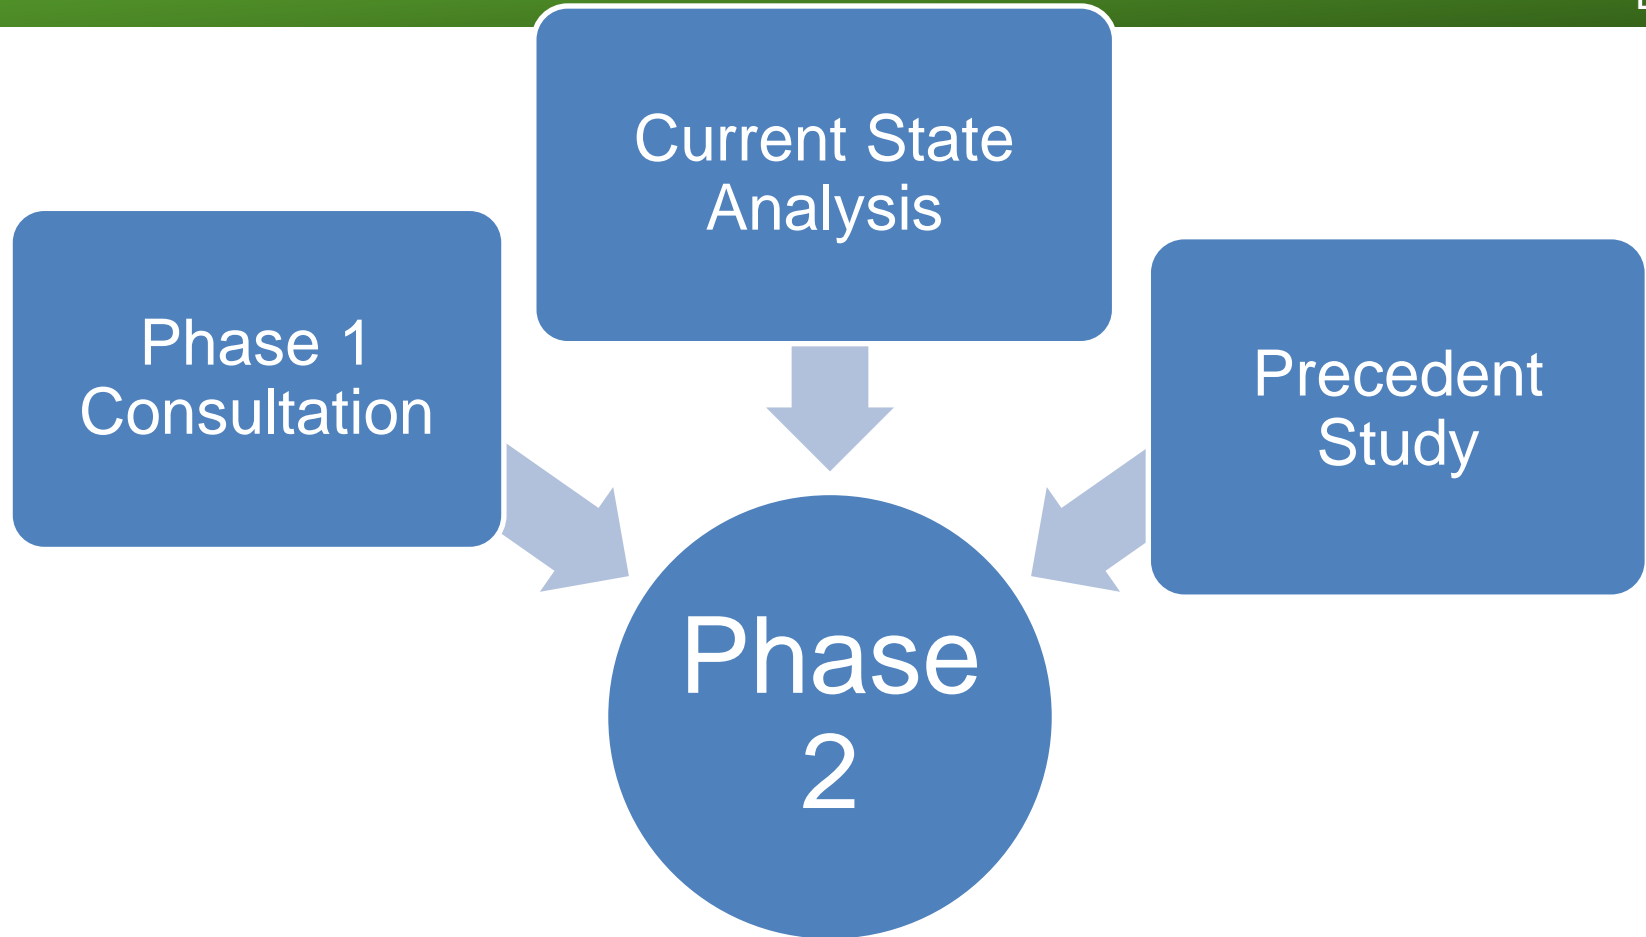 Current State
Analysis
Phase 1
Consultation
Precedent
Study
Phase
2